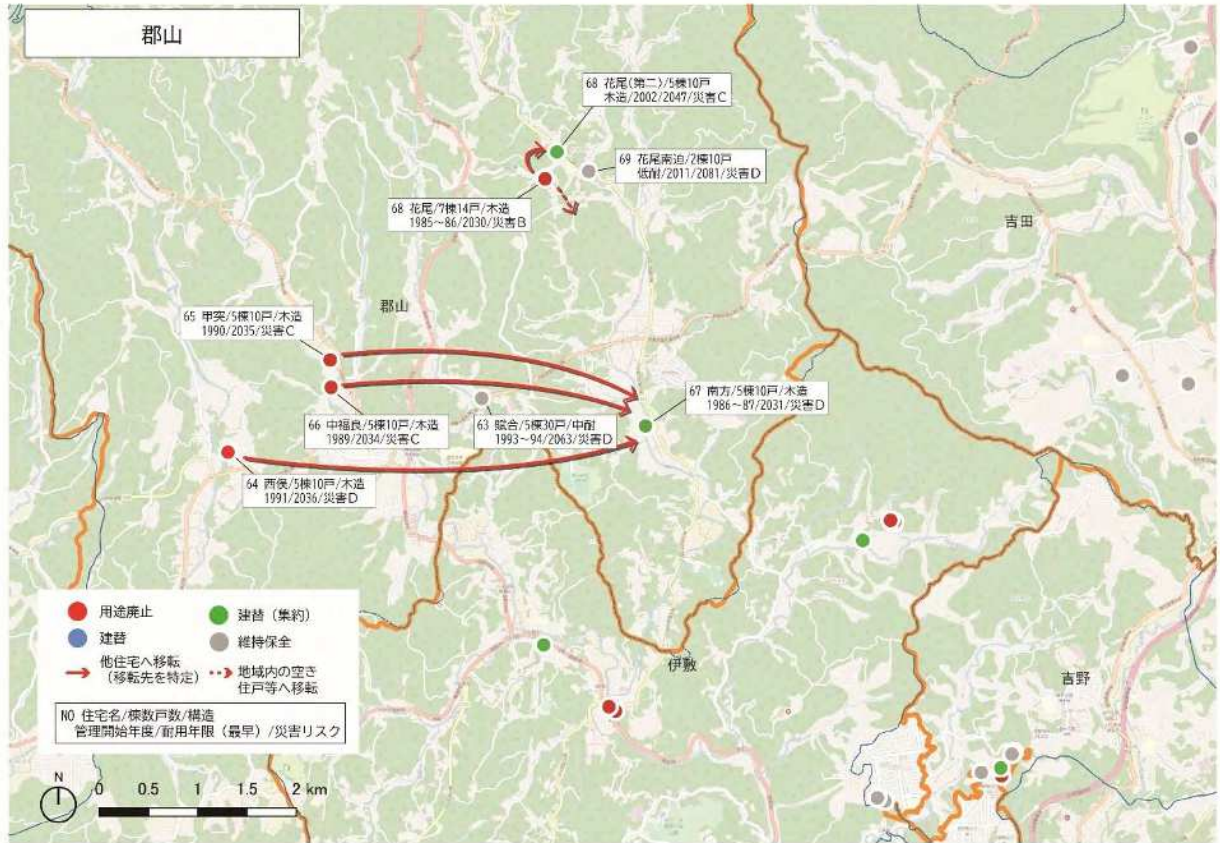 郡山
68 花尾(第二)/5棟10戸
木造/2002/2047/災害C
69 花尾南迫/2棟10戸
低耐/2011/2081/災害D
68 花尾/7棟14戸/木造
1985～86/2030/災害B
吉田
郡山
65 甲突/5棟10戸/木造
1990/2035/災害C
67 南方/5棟10戸/木造
1986～87/2031/災害D
66 中福良/5棟10戸/木造
1989/2034/災害C
63 賦合/5棟30戸/中耐
1993～94/2063/災害D
64 西俣/5棟10戸/木造
1991/2036/災害D
用途廃止
建替（集約）
建替
維持保全
他住宅へ移転
（移転先を特定）
地域内の空き
住戸等へ移転
伊敷
吉野
NO 住宅名/棟数戸数/構造
管理開始年度/耐用年限（最早）/災害リスク
N
0 0.5 1.0 1.5 2 km